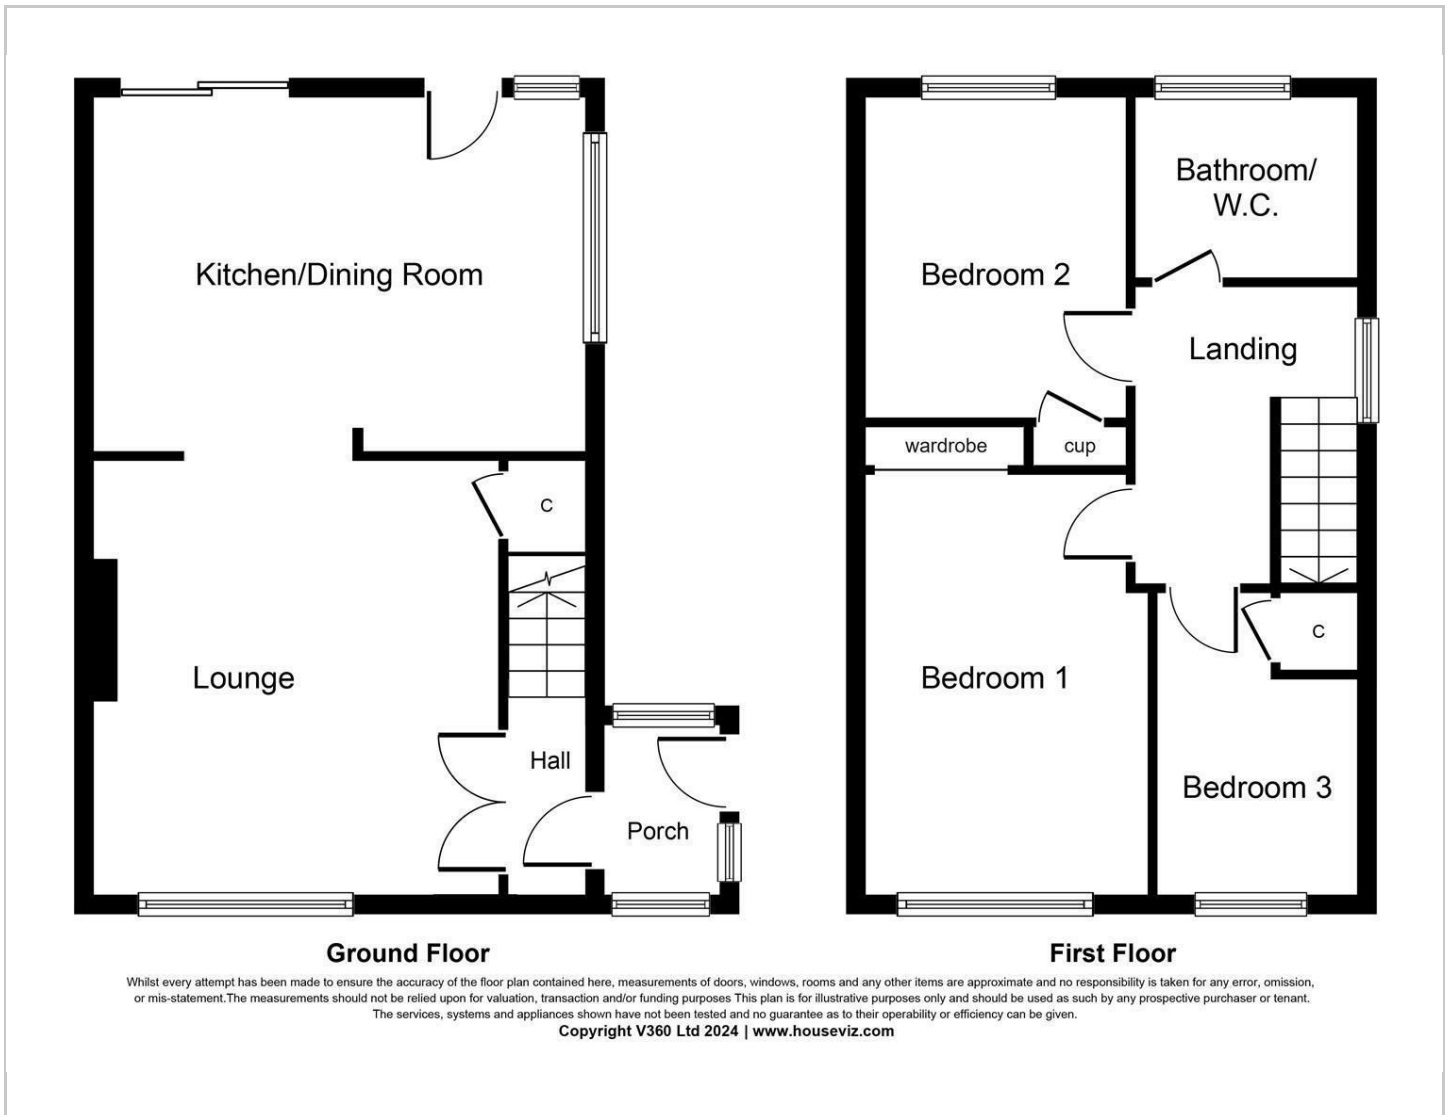 Kitchen/Dining Room
C
Lounge
Hall
Porch
Ground Floor
Bathroom/
W.C.
Bedroom 2
Landing
wardrobe
cup
C
Bedroom 1
Bedroom 3
First Floor
Whilst every attempt has been made to ensure the accuracy of the floor plan contained here, measurements of doors, windows, rooms and any other items are approximate and no responsibility is taken for any error, omission,
or mis-statement.The measurements should not be relied upon for valuation, transaction and/or funding purposes This plan is for illustrative purposes only and should be used as such by any prospective purchaser or tenant.
The services, systems and appliances shown have not been tested and no guarantee as to their operability or efficiency can be given.
Copyright V360 Ltd 2024 | www.houseviz.com